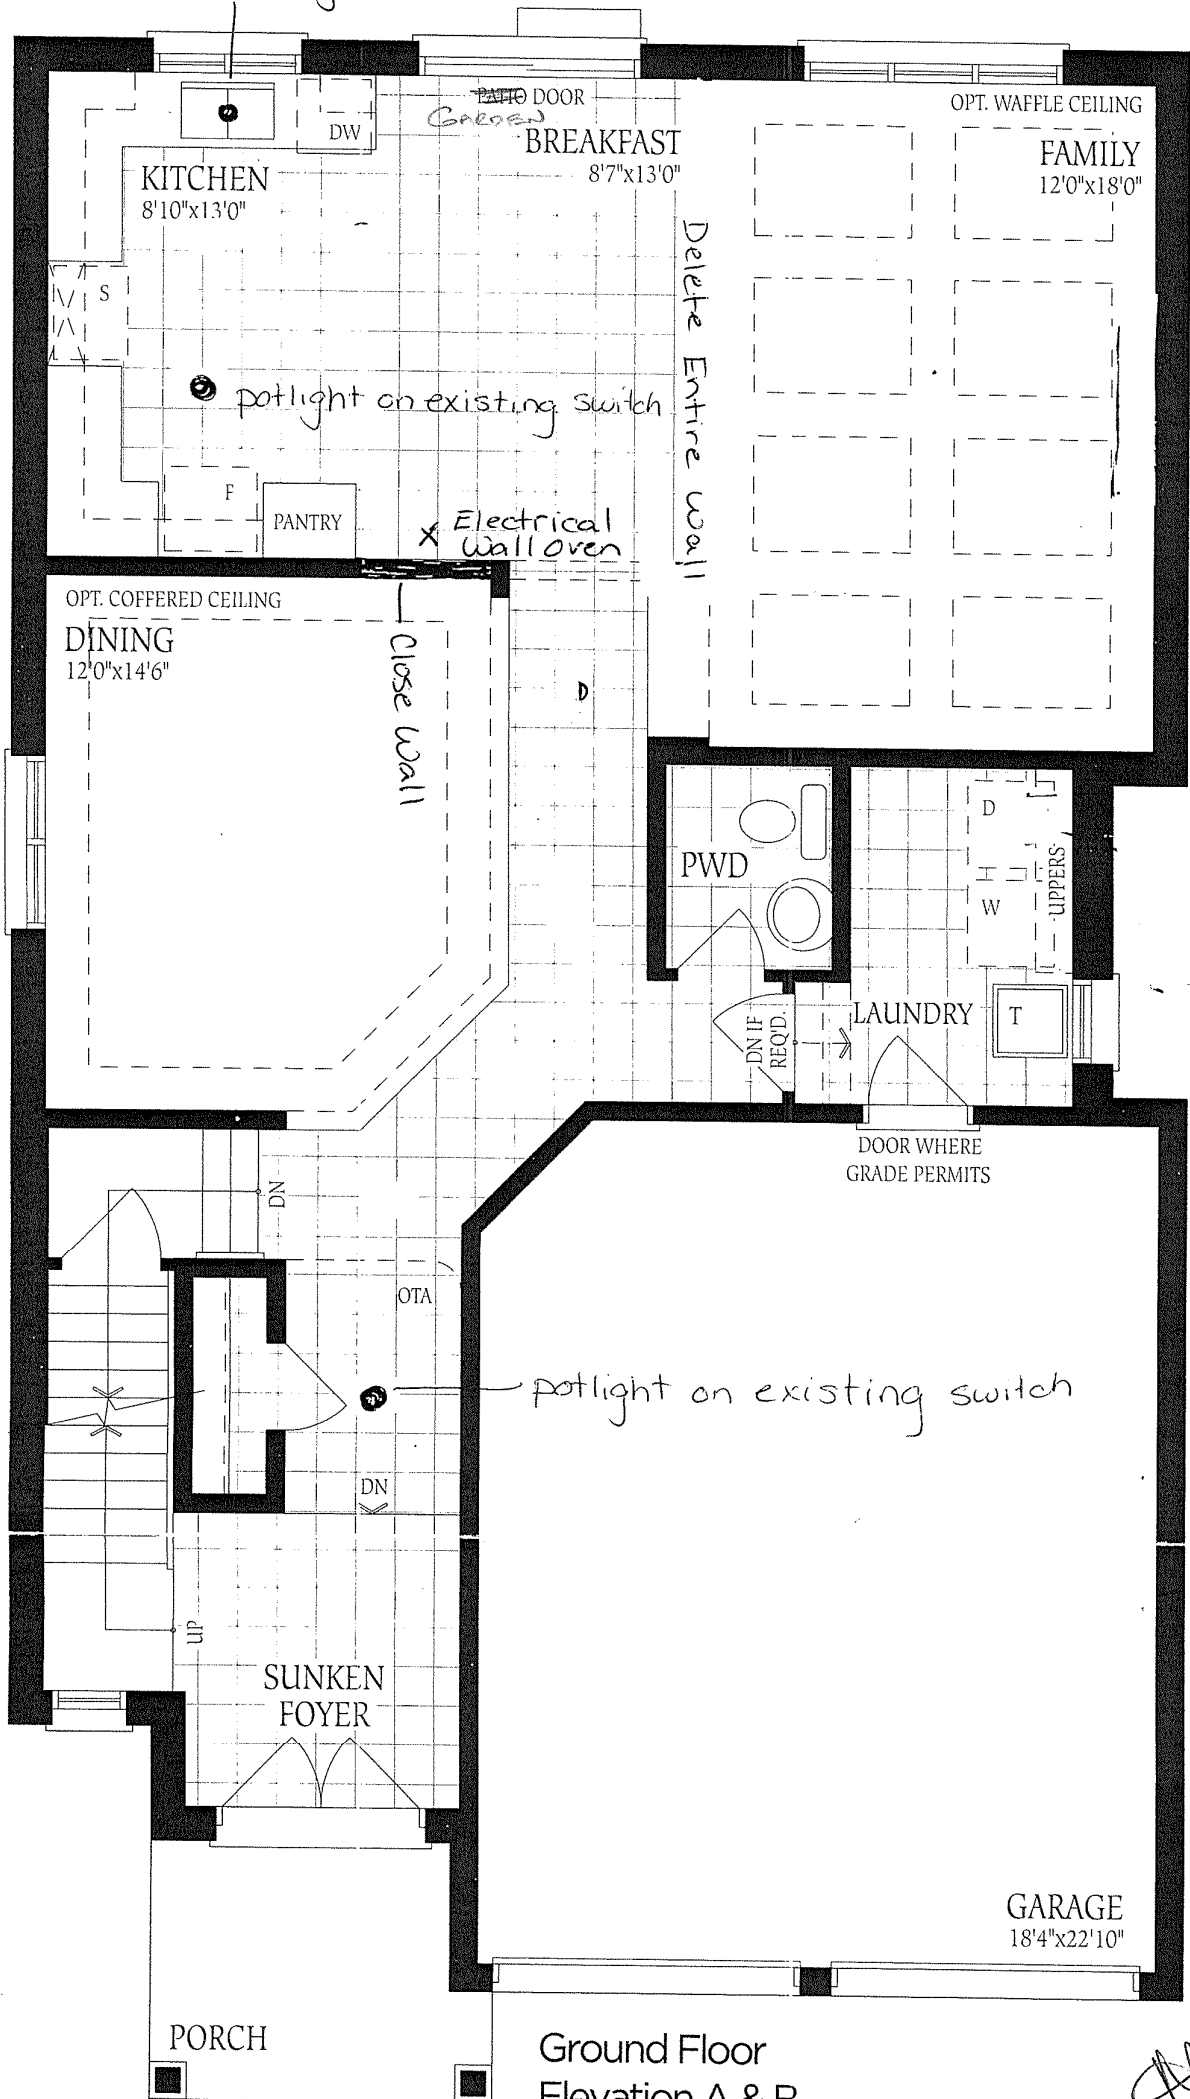 PATIO DOOR
GARDEN
OPT. WAFFLE CEILING
DW
BREAKFAST
8'7"x13'0"
FAMILY
12'0"x18'0"
KITCHEN
8'10"x13'0"
Delete Entire Wall
S
potlight on existing switch
F
PANTRY
x Electrical
Wall Oven
OPT. COFFERED CEILING
DINING
12'0"x14'6"
Close Wall
D
PWD
D
W
UPPERS
LAUNDRY
T
DN IF
REQ'D.
DOOR WHERE
GRADE PERMITS
DN
OTA
potlight on existing switch
DN
UP
SUNKEN
FOYER
GARAGE
18'4"x22'10"
PORCH
Ground Floor
Elevation A & B